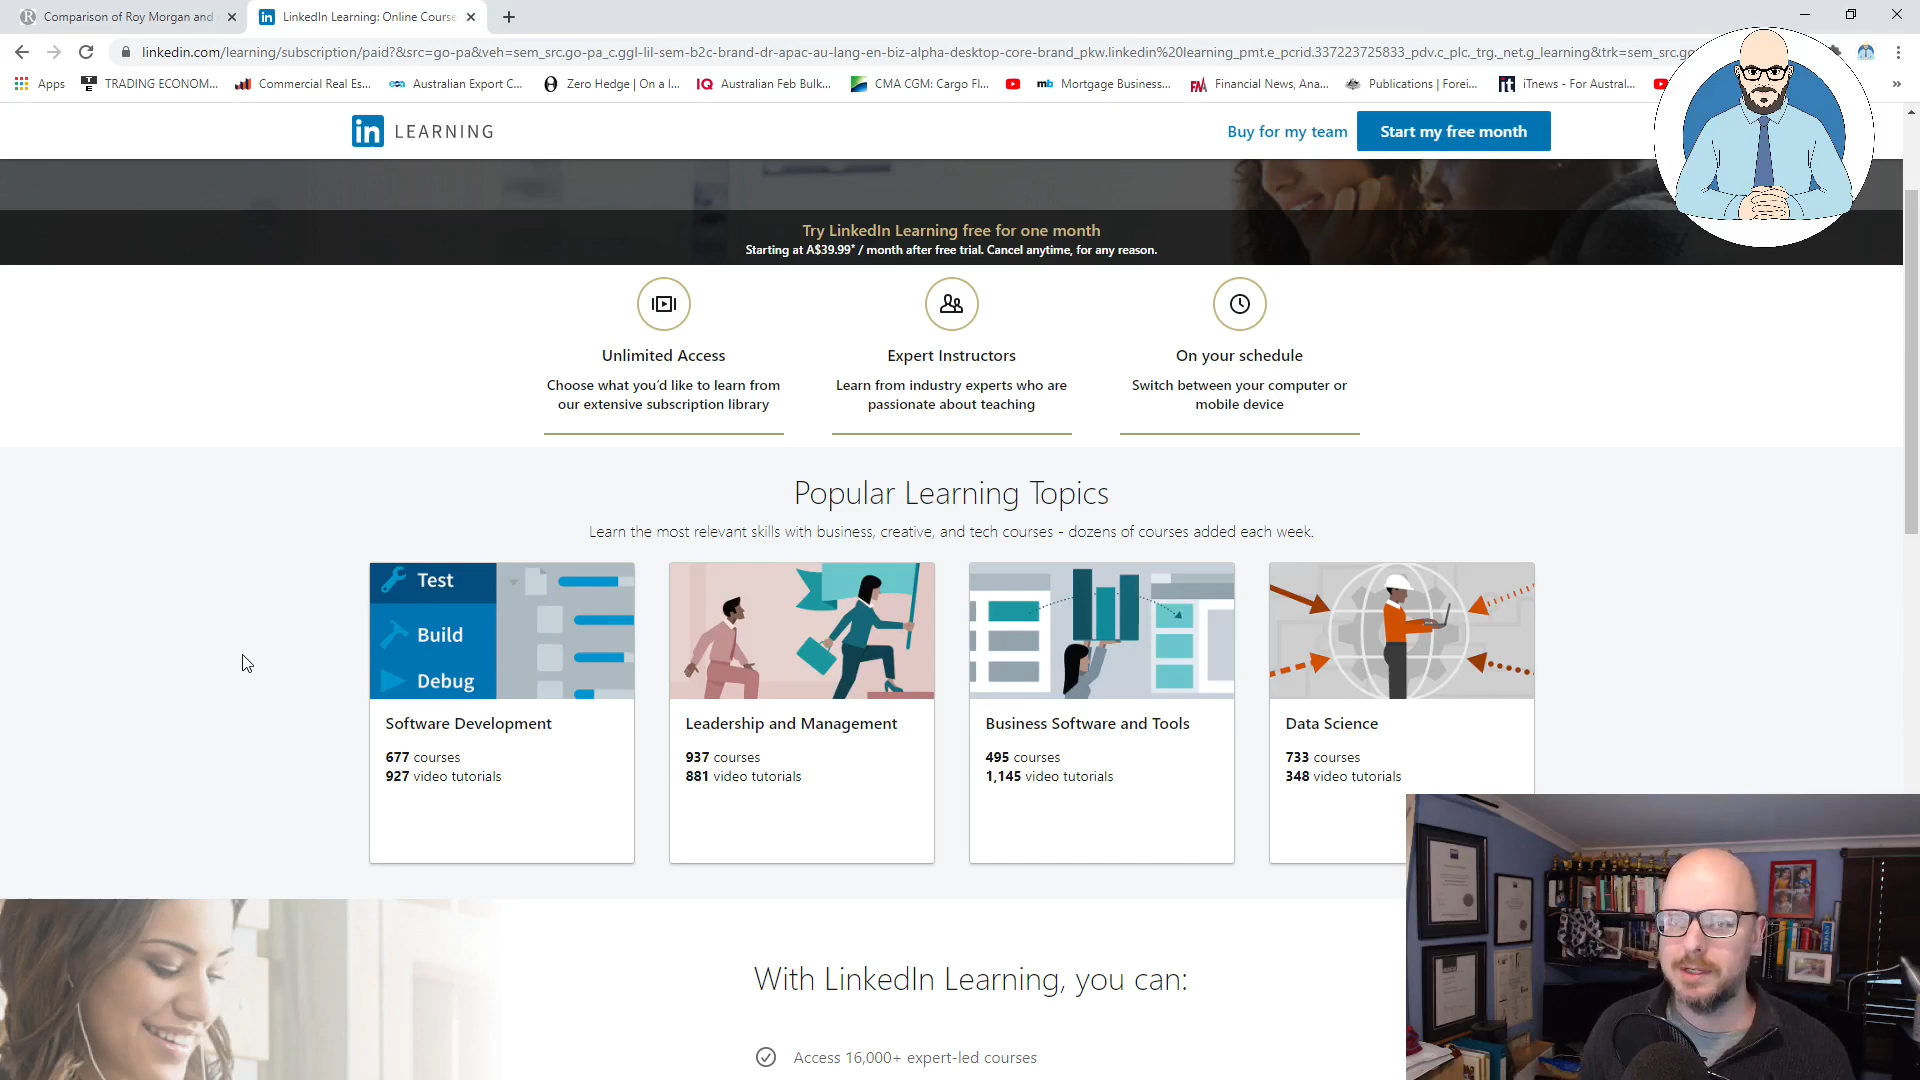 Comparison of Roy Morgan and
LinkedIn Learning: Online Course
linkedin.com/learning/subscription/paid?&src=go-pa&veh=sem_src.go-pa_c.ggl-lil-sem-b2c-brand-dr-apac-au-lang-en-biz-alpha-desktop-core-brand_pkw.linkedin%20learning_pmt.e_pcrid.337223725833_pdv.c_plc._trg._net.g_learning&trk=sem_src.go
Apps
TRADING ECONOM...
Commercial Real Es...
Australian Export C...
Zero Hedge | On a l...
IQ Australian Feb Bulk...
CMA CGM: Cargo Fl...
mb Mortgage Business...
Financial News, Ana...
Publications | Forei...
it iTnews - For Austral...
in LEARNING
Buy for my team
Start my free month
Try LinkedIn Learning free for one month
Starting at A$39.99* / month after free trial. Cancel anytime, for any reason.
Unlimited Access
Choose what you'd like to learn from
our extensive subscription library
Expert Instructors
Learn from industry experts who are
passionate about teaching
On your schedule
Switch between your computer or
mobile device
Popular Learning Topics
Learn the most relevant skills with business, creative, and tech courses - dozens of courses added each week.
Test
Build
Debug
Software Development
677 courses
927 video tutorials
Leadership and Management
937 courses
881 video tutorials
Business Software and Tools
495 courses
1,145 video tutorials
Data Science
733 courses
348 video tutorials
With LinkedIn Learning, you can:
Access 16,000+ expert-led courses